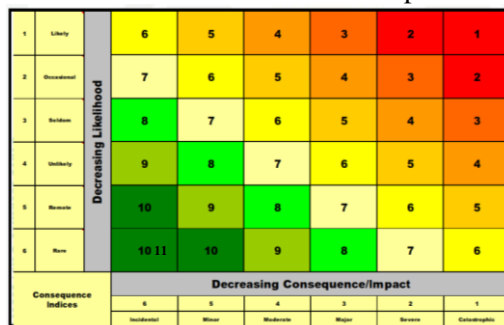 1 Likely 6 5 4 3 2 1
2 Occasional 7 6 5 4 3 2
3 Seldom 8 7 6 5 4 3
4 Unlikely 9 8 7 6 5 4
5 Remote 10 9 8 7 6 5
6 Rare 10 11 10 9 8 7 6
Decreasing Likelihood
Decreasing Consequence/Impact
Consequence Indices
6 5 4 3 2 1
Incidental Minor Moderate Major Severe Catastrophic